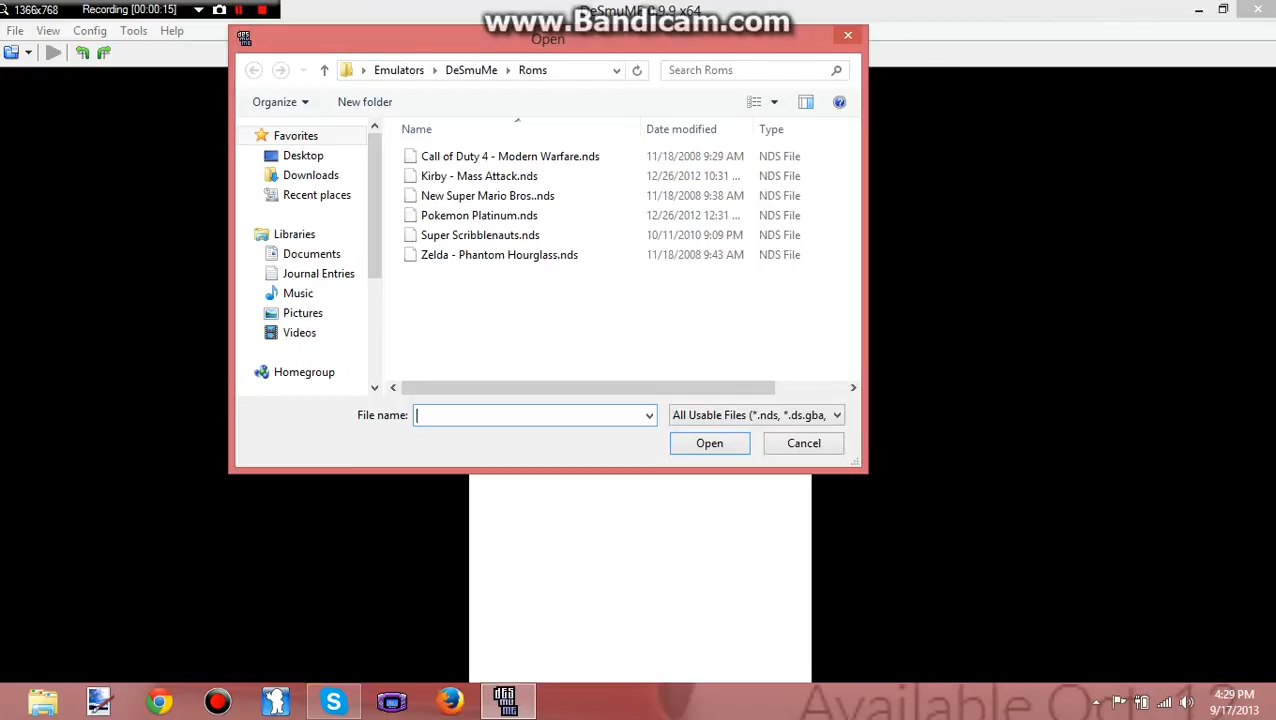 1366x768 Recording [00:00:15]
DeSmuME 0.9.9 x64
www.Bandicam.com
File View Config Tools Help
Open
Emulators DeSmuMe Roms Search Roms
Organize New folder
Name Date modified Type
Favorites
Desktop
Downloads
Recent places
Libraries
Documents
Journal Entries
Music
Pictures
Videos
Homegroup
Call of Duty 4 - Modern Warfare.nds 11/18/2008 9:29 AM NDS File
Kirby - Mass Attack.nds 12/26/2012 10:31 ... NDS File
New Super Mario Bros..nds 11/18/2008 9:38 AM NDS File
Pokemon Platinum.nds 12/26/2012 12:31 ... NDS File
Super Scribblenauts.nds 10/11/2010 9:09 PM NDS File
Zelda - Phantom Hourglass.nds 11/18/2008 9:43 AM NDS File
File name: All Usable Files (*.nds, *.ds.gba,
Open Cancel
Available
4:29 PM
9/17/2013